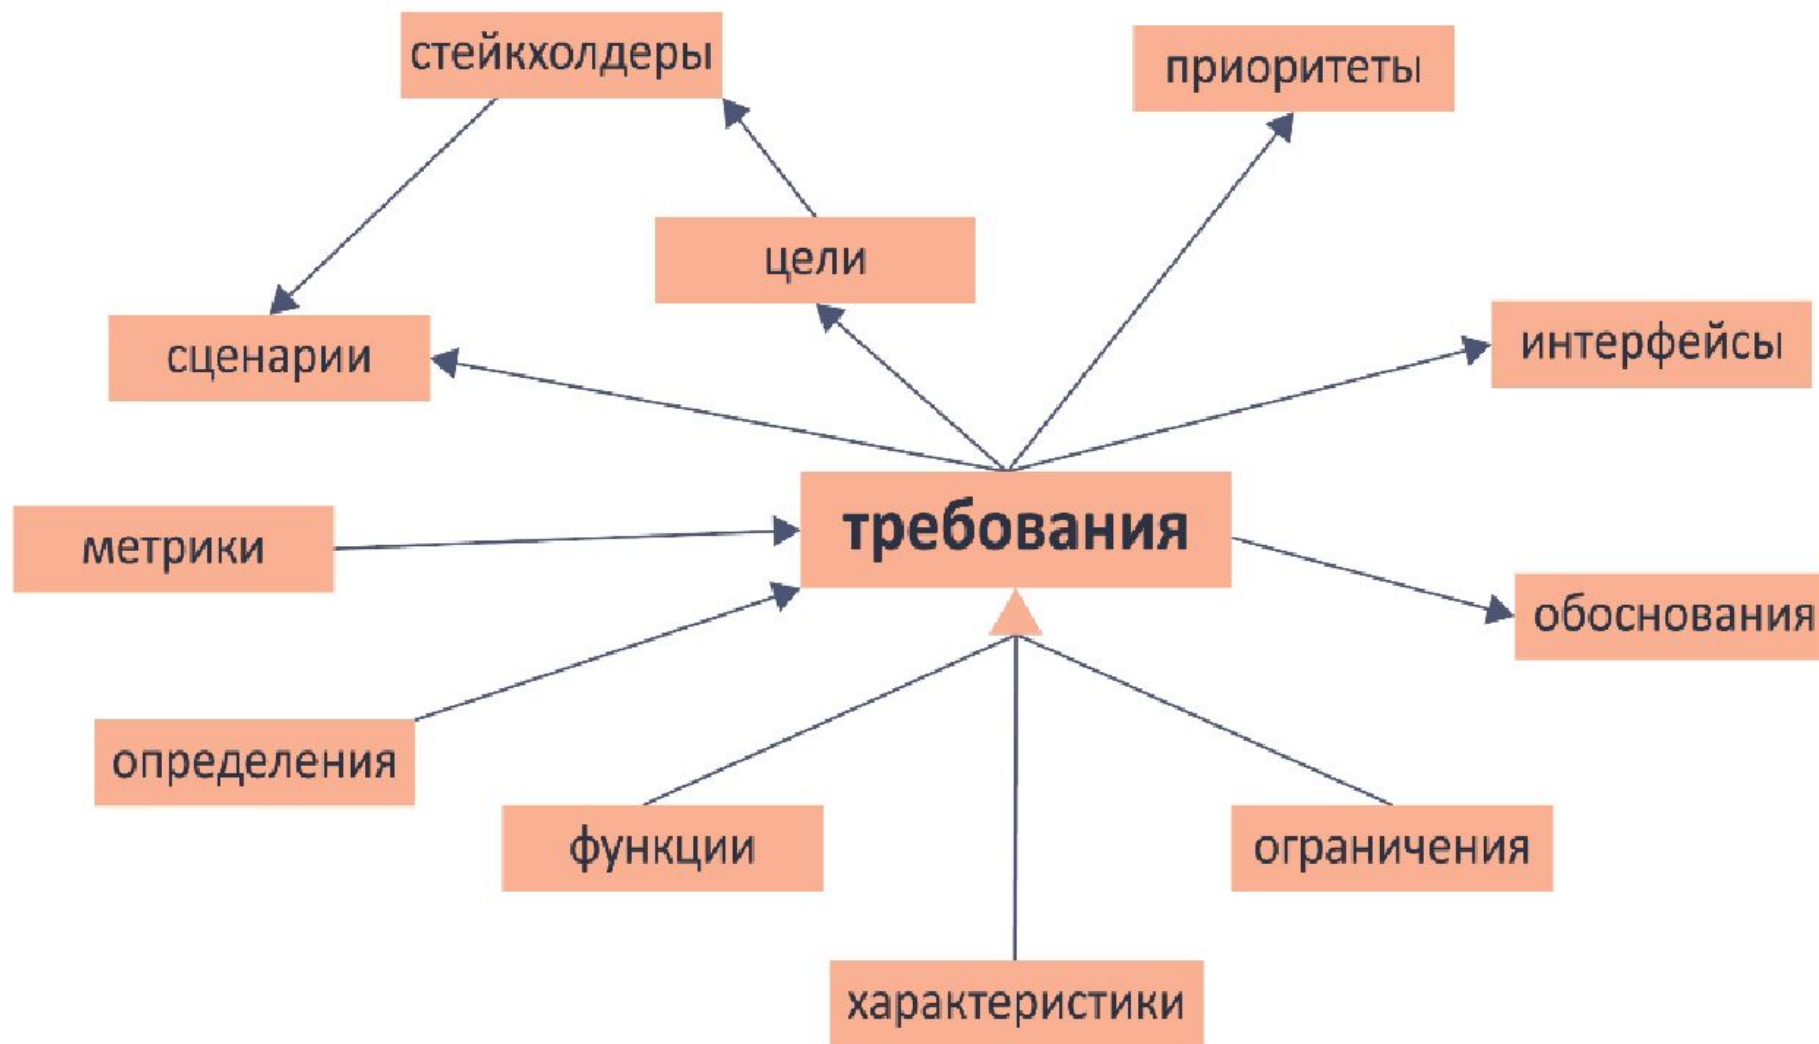 стейкхолдеры
приоритеты
цели
сценарии
интерфейсы
требования
метрики
обоснования
определения
функции
ограничения
характеристики